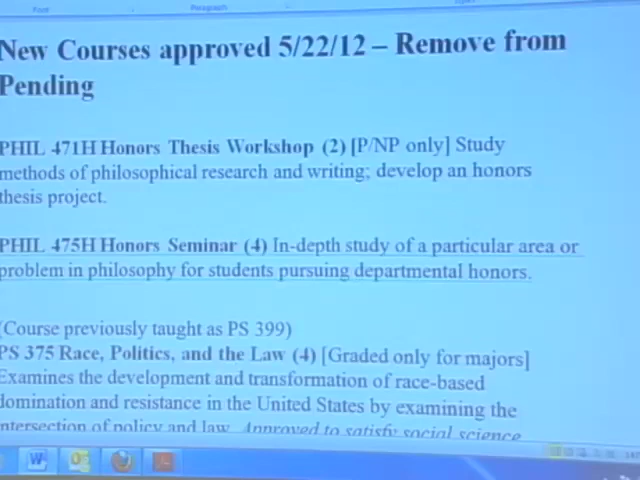 Font
Paragraph
New Courses approved 5/22/12 – Remove from
Pending
PHIL 471H Honors Thesis Workshop (2) [P/NP only] Study
methods of philosophical research and writing; develop an honors
thesis project.
PHIL 475H Honors Seminar (4) In-depth study of a particular area or
problem in philosophy for students pursuing departmental honors.
(Course previously taught as PS 399)
PS 375 Race, Politics, and the Law (4) [Graded only for majors]
Examines the development and transformation of race-based
domination and resistance in the United States by examining the
intersection of policy and law. Approved to satisfy social science